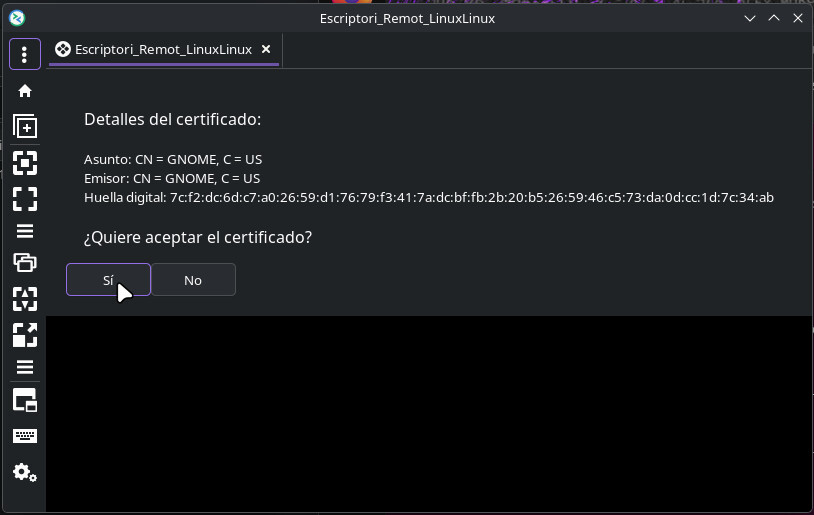 Escriptori_Remot_LinuxLinux
Escriptori_Remot_LinuxLinux
Detalles del certificado:
Asunto: CN = GNOME, C = US
Emisor: CN = GNOME, C = US
Huella digital: 7c:f2:dc:6d:c7:a0:26:59:d1:76:79:f3:41:7a:dc:bf:fb:2b:20:b5:26:59:46:c5:73:da:0d:cc:1d:7c:34:ab
¿Quiere aceptar el certificado?
Sí No